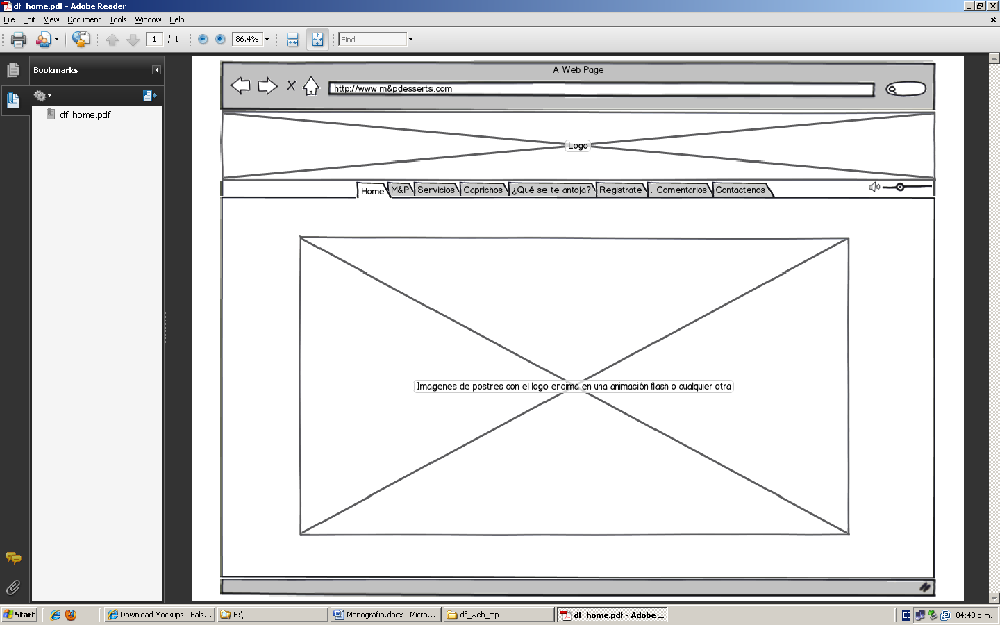 df_home.pdf - Adobe Reader
File Edit View Document Tools Window Help
1 / 1 86.4% Find
Bookmarks
df_home.pdf
A Web Page
http://www.m&pdesserts.com
Logo
Home M&P Servicios Caprichos ¿Qué se te antoja? Registrate . Comentarios Contactenos
Imagenes de postres con el logo encima en una animación flash o cualquier otra
Start Download Mockups | Bals... E:\ Monografia.docx - Micro... df_web_mp df_home.pdf - Adobe ... ES 04:48 p.m.